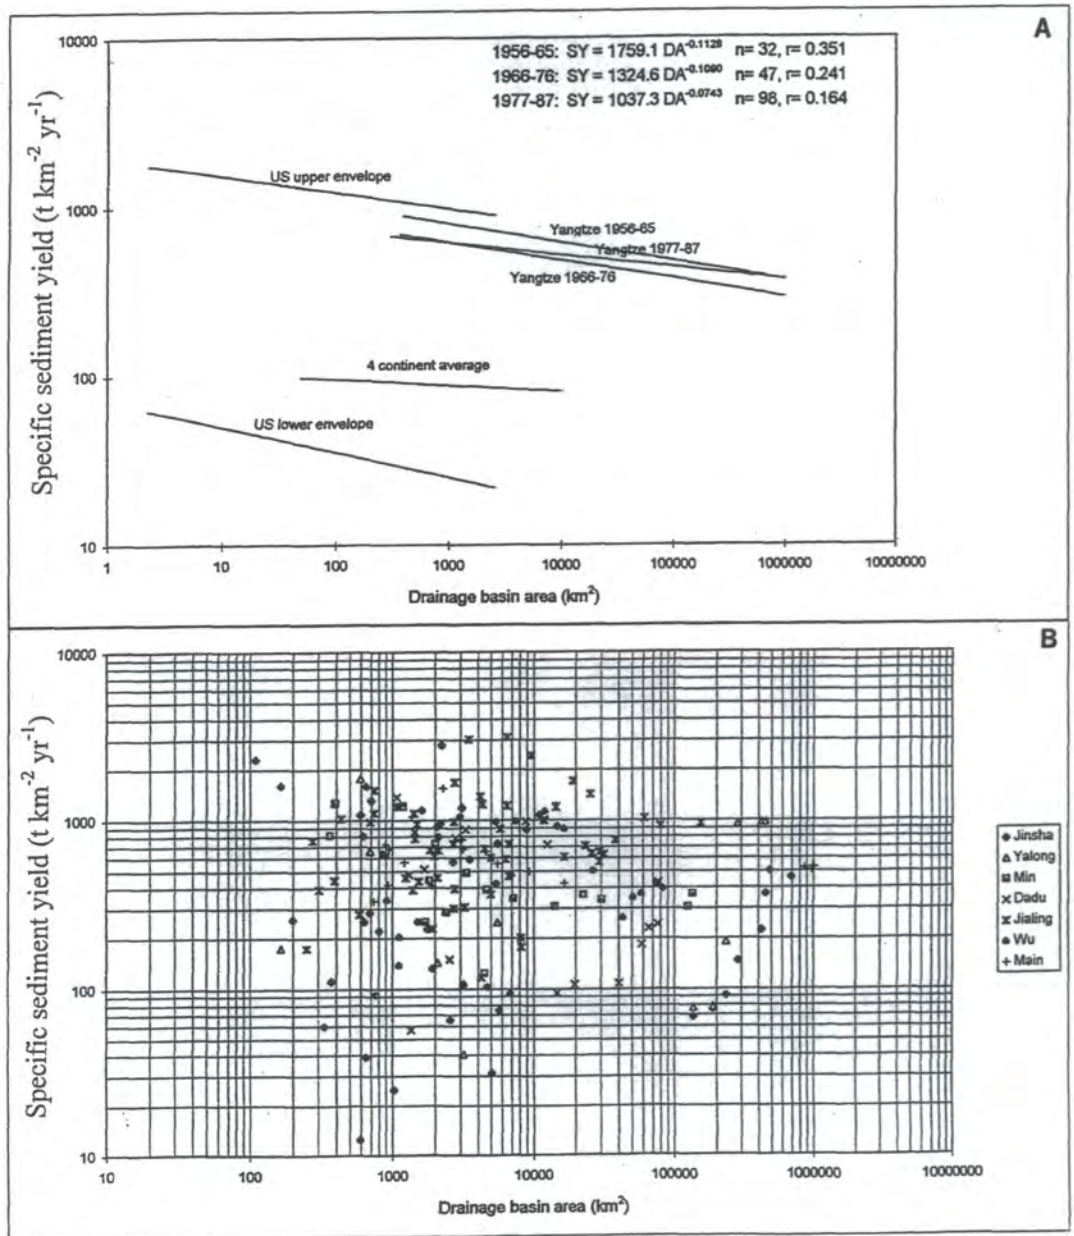 A
10000
1000
100
10
1
10
100
1000
10000
100000
1000000
10000000
Specific sediment yield (t km⁻² yr⁻¹)
Drainage basin area (km²)
1956-65: SY = 1759.1 DA⁻⁰·¹¹²⁸ n= 32, r= 0.351
1966-76: SY = 1324.6 DA⁻⁰·¹⁰⁹⁰ n= 47, r= 0.241
1977-87: SY = 1037.3 DA⁻⁰·⁰⁷⁴³ n= 98, r= 0.164
US upper envelope
Yangtze 1956-65
Yangtze 1977-87
Yangtze 1966-76
4 continent average
US lower envelope
B
10000
1000
100
10
10
100
1000
10000
100000
1000000
10000000
Specific sediment yield (t km⁻² yr⁻¹)
Drainage basin area (km²)
Jinsha
Yalong
Min
Dadu
Jialing
Wu
Main